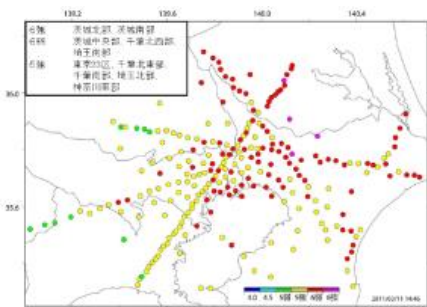 139.2 139.6 140.0 140.4
6強 茨城北部、茨城南部
6弱 茨城中央部、千葉北西部、
埼玉南部
5強 東京23区、千葉北東部、
千葉南部、埼玉北部、
神奈川東部
36.0
35.6
4.0 4.5 5弱 5強 6弱 6強
2011/03/11 14:46